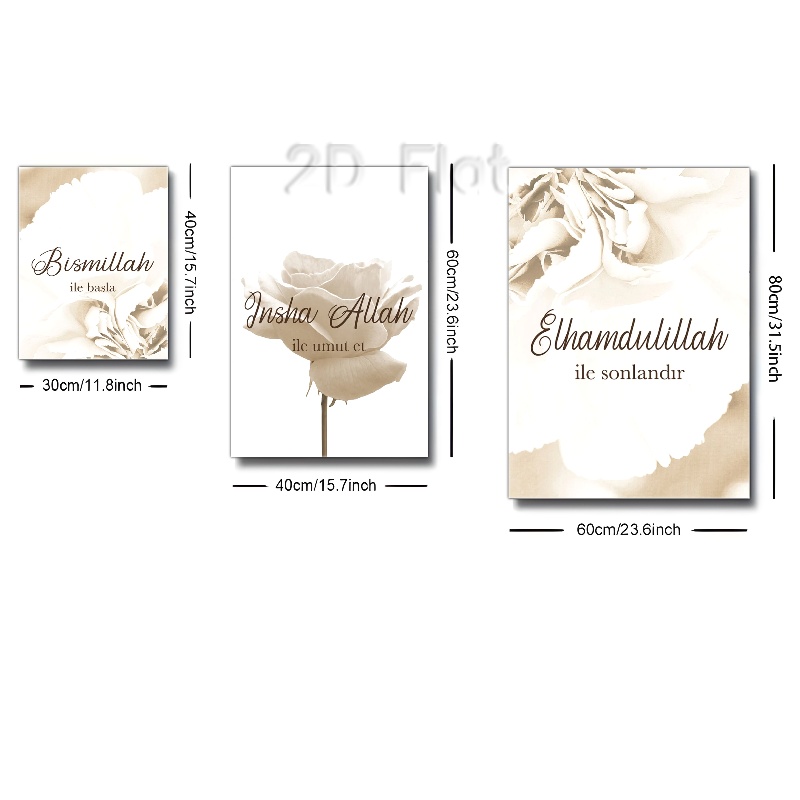 2D Flat
Bismillah
ile başla
40cm/15.7inch
30cm/11.8inch
Insha Allah
ile umut et
60cm/23.6inch
40cm/15.7inch
Elhamdulillah
ile sonlandır
80cm/31.5inch
60cm/23.6inch